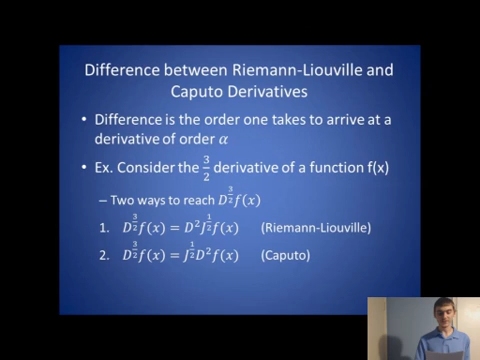 Difference between Riemann-Liouville and
Caputo Derivatives
• Difference is the order one takes to arrive at a
derivative of order α
• Ex. Consider the 3/2 derivative of a function f(x)
– Two ways to reach D^{3/2}f(x)
1. D^{3/2}f(x) = D^2J^{1/2}f(x) (Riemann-Liouville)
2. D^{3/2}f(x) = J^{1/2}D^2f(x) (Caputo)